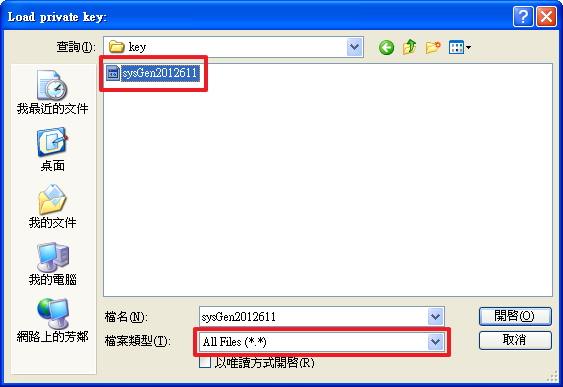 Load private key:
查詢(I):
key
sysGen2012611
我最近的文件
桌面
我的文件
我的電腦
網路上的芳鄰
檔名(N):
sysGen2012611
開啟(O)
檔案類型(T):
All Files (*.*)
取消
以唯讀方式開啟(R)